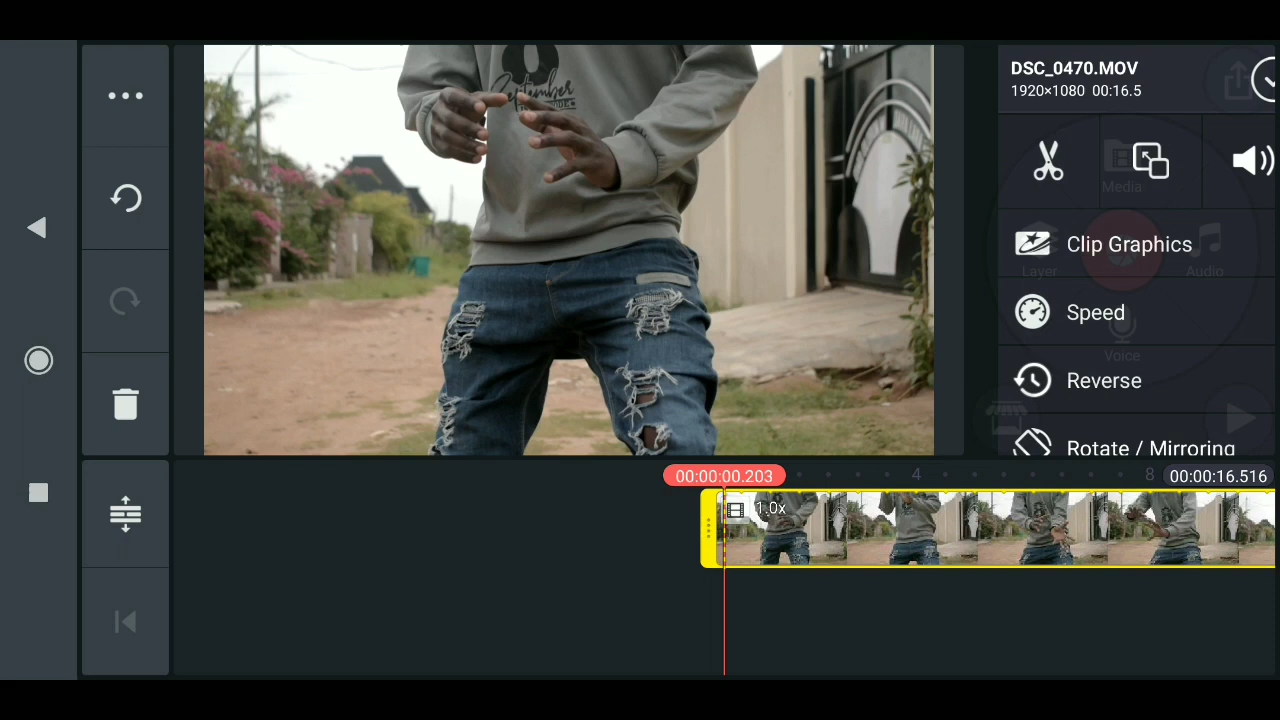 September
DSC_0470.MOV
1920×1080 00:16.5
Media
Clip Graphics
Layer
Audio
Speed
Voice
Reverse
Rotate / Mirroring
00:00:00.203
4
8
00:00:16.516
1.0x